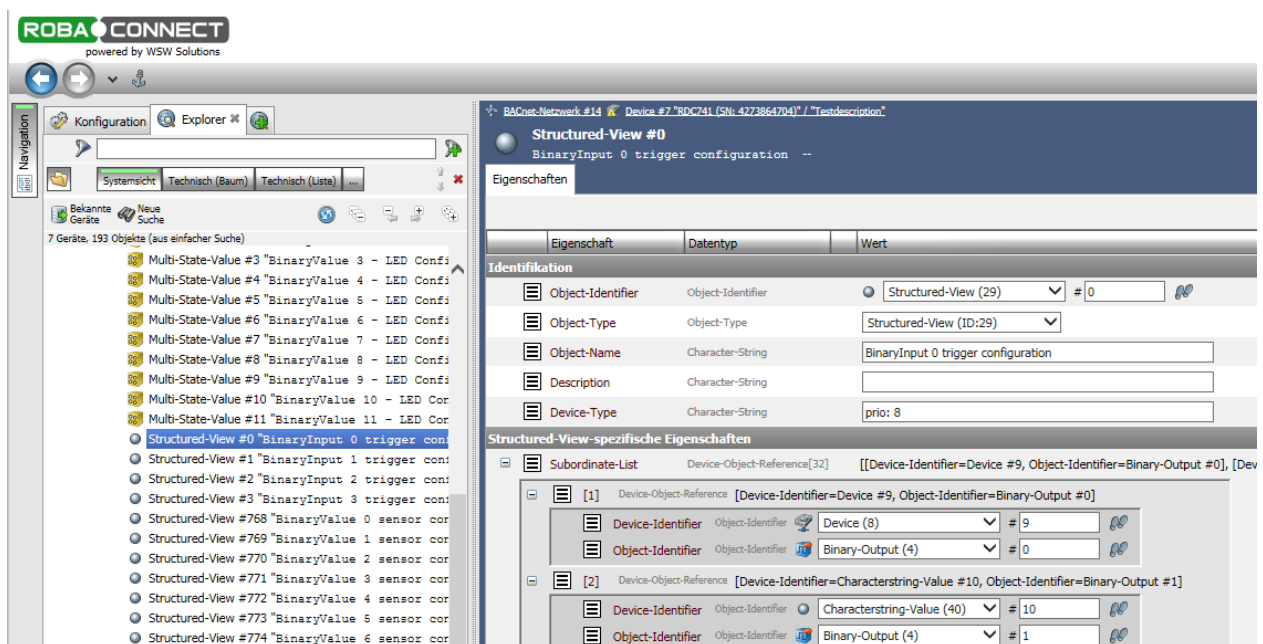 ROBA CONNECT
powered by WSW Solutions
Navigation
Konfiguration Explorer
Systemsicht Technisch (Baum) Technisch (Liste) ...
Bekannte Geräte Neue Suche
7 Geräte, 193 Objekte (aus einfacher Suche)
Multi-State-Value #3 "BinaryValue 3 - LED Confi
Multi-State-Value #4 "BinaryValue 4 - LED Confi
Multi-State-Value #5 "BinaryValue 5 - LED Confi
Multi-State-Value #6 "BinaryValue 6 - LED Confi
Multi-State-Value #7 "BinaryValue 7 - LED Confi
Multi-State-Value #8 "BinaryValue 8 - LED Confi
Multi-State-Value #9 "BinaryValue 9 - LED Confi
Multi-State-Value #10 "BinaryValue 10 - LED Con
Multi-State-Value #11 "BinaryValue 11 - LED Con
Structured-View #0 "BinaryInput 0 trigger conf
Structured-View #1 "BinaryInput 1 trigger conf
Structured-View #2 "BinaryInput 2 trigger conf
Structured-View #3 "BinaryInput 3 trigger conf
Structured-View #768 "BinaryValue 0 sensor cor
Structured-View #769 "BinaryValue 1 sensor cor
Structured-View #770 "BinaryValue 2 sensor cor
Structured-View #771 "BinaryValue 3 sensor cor
Structured-View #772 "BinaryValue 4 sensor cor
Structured-View #773 "BinaryValue 5 sensor cor
Structured-View #774 "BinaryValue 6 sensor cor
BACnet-Netzwerk #14 Device #7 "RDC741 (SN: 4273864704)" / "Testdescription"
Structured-View #0
BinaryInput 0 trigger configuration --
Eigenschaften
Eigenschaft Datentyp Wert
Identifikation
Object-Identifier Object-Identifier Structured-View (29) # 0
Object-Type Object-Type Structured-View (ID:29)
Object-Name Character-String BinaryInput 0 trigger configuration
Description Character-String
Device-Type Character-String prio: 8
Structured-View-spezifische Eigenschaften
Subordinate-List Device-Object-Reference[32] [[Device-Identifier=Device #9, Object-Identifier=Binary-Output #0], [Dev
[1] Device-Object-Reference [Device-Identifier=Device #9, Object-Identifier=Binary-Output #0]
Device-Identifier Object-Identifier Device (8) # 9
Object-Identifier Object-Identifier Binary-Output (4) # 0
[2] Device-Object-Reference [Device-Identifier=Characterstring-Value #10, Object-Identifier=Binary-Output #1]
Device-Identifier Object-Identifier Characterstring-Value (40) # 10
Object-Identifier Object-Identifier Binary-Output (4) # 1